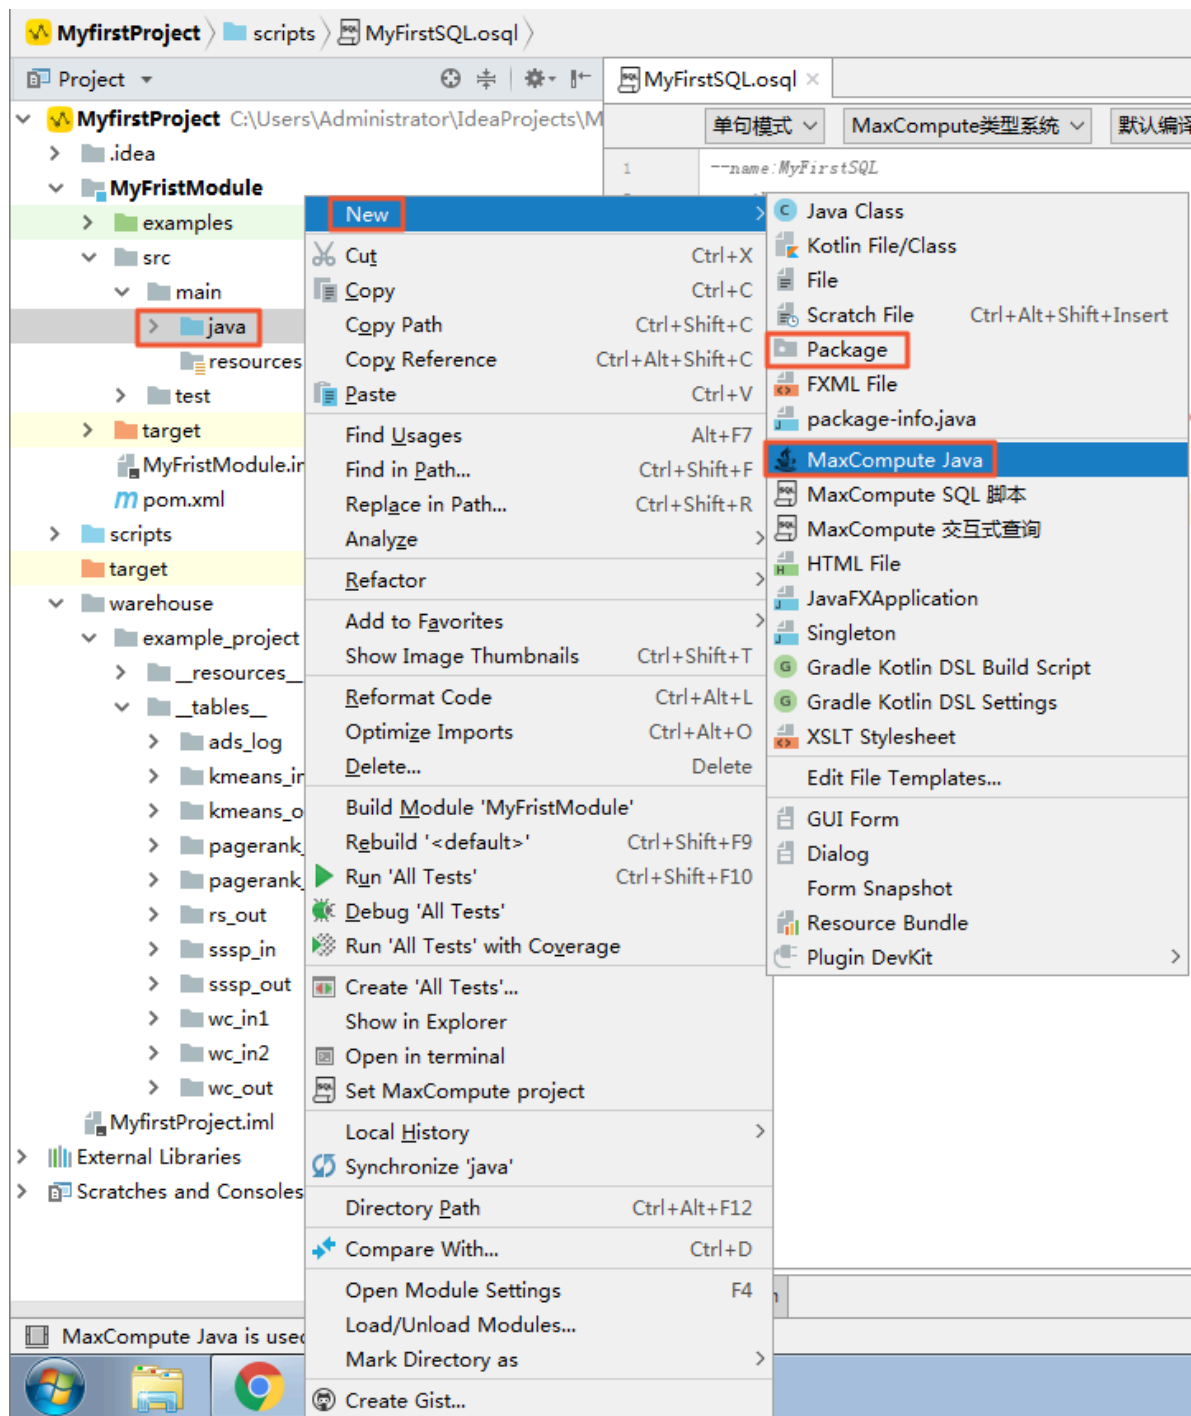 MyfirstProject scripts MyFirstSQL.osql
Project
MyFirstSQL.osql
MyfirstProject C:\Users\Administrator\IdeaProjects\M
单句模式 MaxCompute类型系统 默认编译
.idea
1 --name:MyFirstSQL
MyFristModule
examples
src
main
java
resources
test
target
MyFristModule.im
pom.xml
scripts
target
warehouse
example_project
__resources__
__tables__
ads_log
kmeans_in
kmeans_o
pagerank_
pagerank_
rs_out
sssp_in
sssp_out
wc_in1
wc_in2
wc_out
MyfirstProject.iml
External Libraries
Scratches and Consoles
New
Cut Ctrl+X
Copy Ctrl+C
Copy Path Ctrl+Shift+C
Copy Reference Ctrl+Alt+Shift+C
Paste Ctrl+V
Find Usages Alt+F7
Find in Path... Ctrl+Shift+F
Replace in Path... Ctrl+Shift+R
Analyze
Refactor
Add to Favorites
Show Image Thumbnails Ctrl+Shift+T
Reformat Code Ctrl+Alt+L
Optimize Imports Ctrl+Alt+O
Delete... Delete
Build Module 'MyFristModule'
Rebuild '<default>' Ctrl+Shift+F9
Run 'All Tests' Ctrl+Shift+F10
Debug 'All Tests'
Run 'All Tests' with Coverage
Create 'All Tests'...
Show in Explorer
Open in terminal
Set MaxCompute project
Local History
Synchronize 'java'
Directory Path Ctrl+Alt+F12
Compare With... Ctrl+D
Open Module Settings F4
Load/Unload Modules...
Mark Directory as
Create Gist...
Java Class
Kotlin File/Class
File
Scratch File Ctrl+Alt+Shift+Insert
Package
FXML File
package-info.java
MaxCompute Java
MaxCompute SQL 脚本
MaxCompute 交互式查询
HTML File
JavaFXApplication
Singleton
Gradle Kotlin DSL Build Script
Gradle Kotlin DSL Settings
XSLT Stylesheet
Edit File Templates...
GUI Form
Dialog
Form Snapshot
Resource Bundle
Plugin DevKit
MaxCompute Java is used